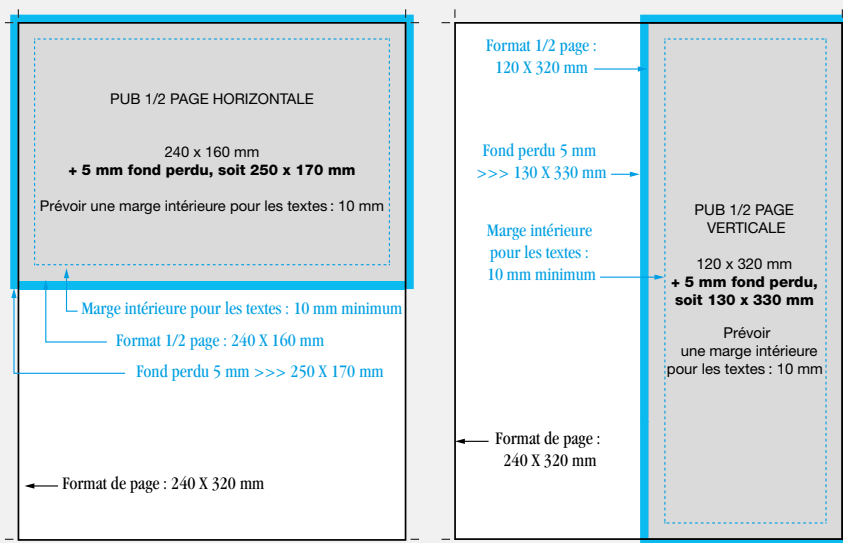 PUB 1/2 PAGE HORIZONTALE
240 x 160 mm
+ 5 mm fond perdu, soit 250 x 170 mm
Prévoir une marge intérieure pour les textes : 10 mm
Marge intérieure pour les textes : 10 mm minimum
Format 1/2 page : 240 X 160 mm
Fond perdu 5 mm >>> 250 X 170 mm
Format de page : 240 X 320 mm
Format 1/2 page :
120 X 320 mm
Fond perdu 5 mm
>>> 130 X 330 mm
Marge intérieure
pour les textes :
10 mm minimum
PUB 1/2 PAGE
VERTICALE
120 x 320 mm
+ 5 mm fond perdu,
soit 130 x 330 mm
Prévoir
une marge intérieure
pour les textes : 10 mm
Format de page :
240 X 320 mm